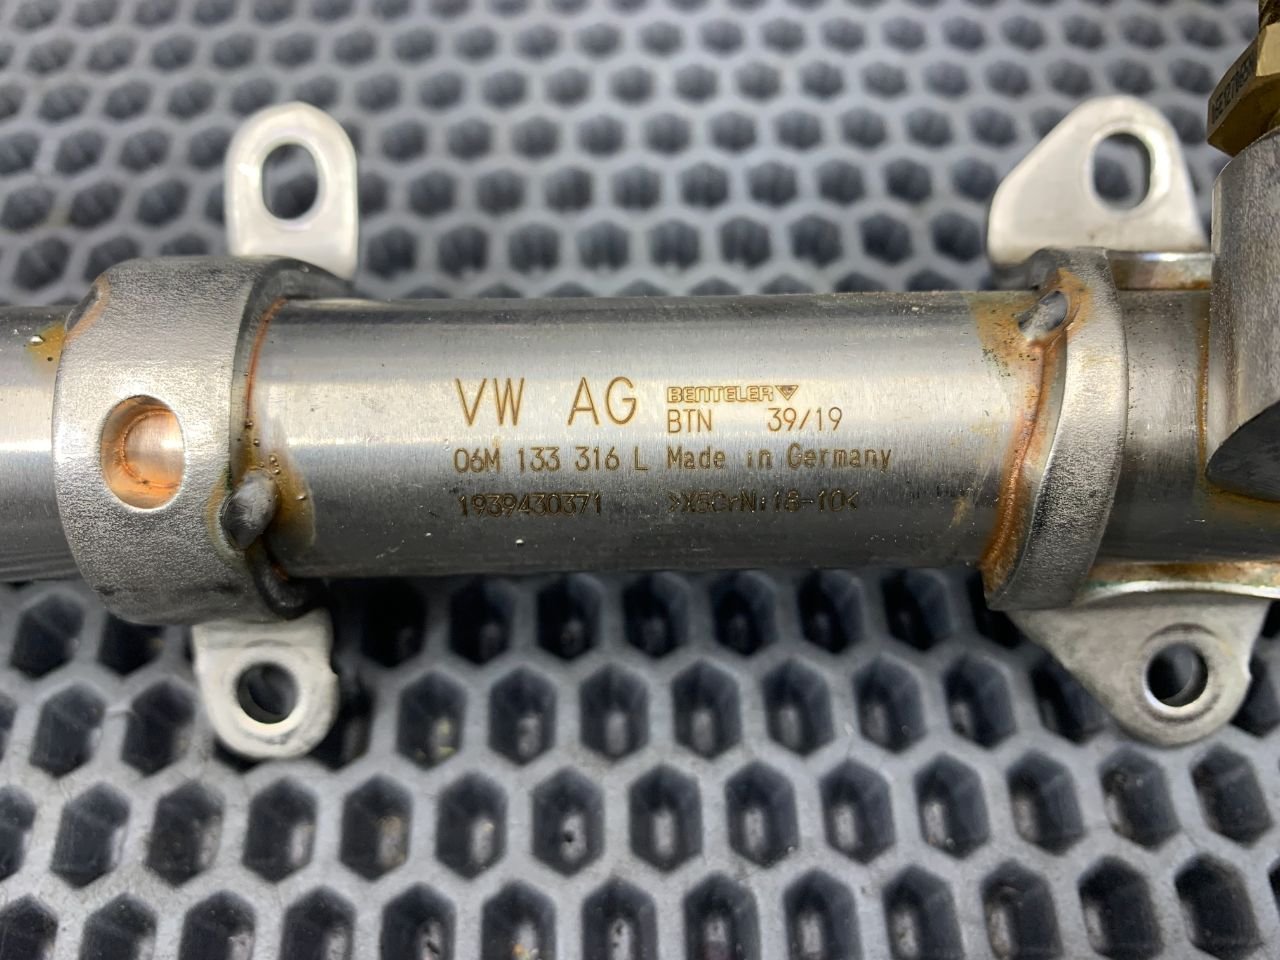 VW AG BENTELER
BTN 39/19
06M 133 316 L Made in Germany
1939430371 >X5CrNi18-10<